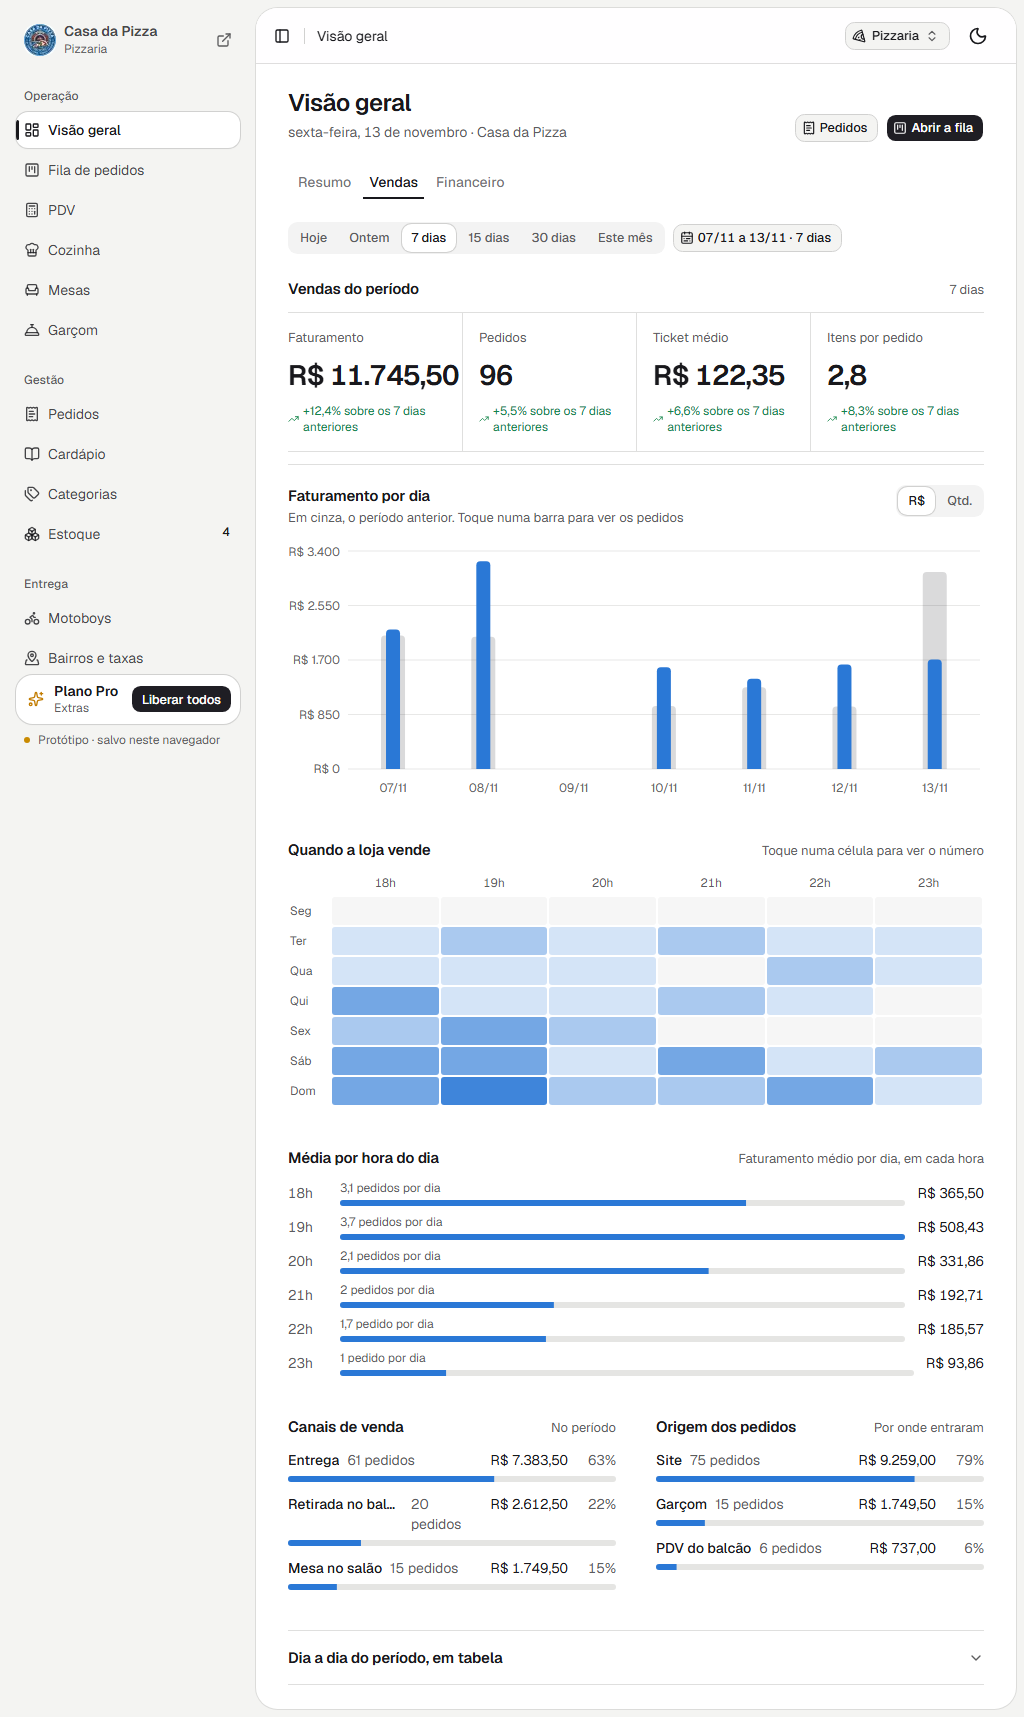 Casa da Pizza
Pizzaria
Operação
Visão geral
Fila de pedidos
PDV
Cozinha
Mesas
Garçom
Gestão
Pedidos
Cardápio
Categorias
Estoque 4
Entrega
Motoboys
Bairros e taxas
Plano Pro
Extras
Liberar todos
Protótipo · salvo neste navegador
Visão geral
Pizzaria
Visão geral
sexta-feira, 13 de novembro · Casa da Pizza
Pedidos
Abrir a fila
Resumo Vendas Financeiro
Hoje Ontem 7 dias 15 dias 30 dias Este mês
07/11 a 13/11 · 7 dias
Vendas do período 7 dias
Faturamento
R$ 11.745,50
+12,4% sobre os 7 dias
anteriores
Pedidos
96
+5,5% sobre os 7 dias
anteriores
Ticket médio
R$ 122,35
+6,6% sobre os 7 dias
anteriores
Itens por pedido
2,8
+8,3% sobre os 7 dias
anteriores
Faturamento por dia
Em cinza, o período anterior. Toque numa barra para ver os pedidos
R$ Qtd.
R$ 3.400
R$ 2.550
R$ 1.700
R$ 850
R$ 0
07/11 08/11 09/11 10/11 11/11 12/11 13/11
Quando a loja vende Toque numa célula para ver o número
18h 19h 20h 21h 22h 23h
Seg
Ter
Qua
Qui
Sex
Sáb
Dom
Média por hora do dia Faturamento médio por dia, em cada hora
18h 3,1 pedidos por dia R$ 365,50
19h 3,7 pedidos por dia R$ 508,43
20h 2,1 pedidos por dia R$ 331,86
21h 2 pedidos por dia R$ 192,71
22h 1,7 pedido por dia R$ 185,57
23h 1 pedido por dia R$ 93,86
Canais de venda No período
Entrega 61 pedidos R$ 7.383,50 63%
Retirada no bal... 20 pedidos R$ 2.612,50 22%
Mesa no salão 15 pedidos R$ 1.749,50 15%
Origem dos pedidos Por onde entraram
Site 75 pedidos R$ 9.259,00 79%
Garçom 15 pedidos R$ 1.749,50 15%
PDV do balcão 6 pedidos R$ 737,00 6%
Dia a dia do período, em tabela